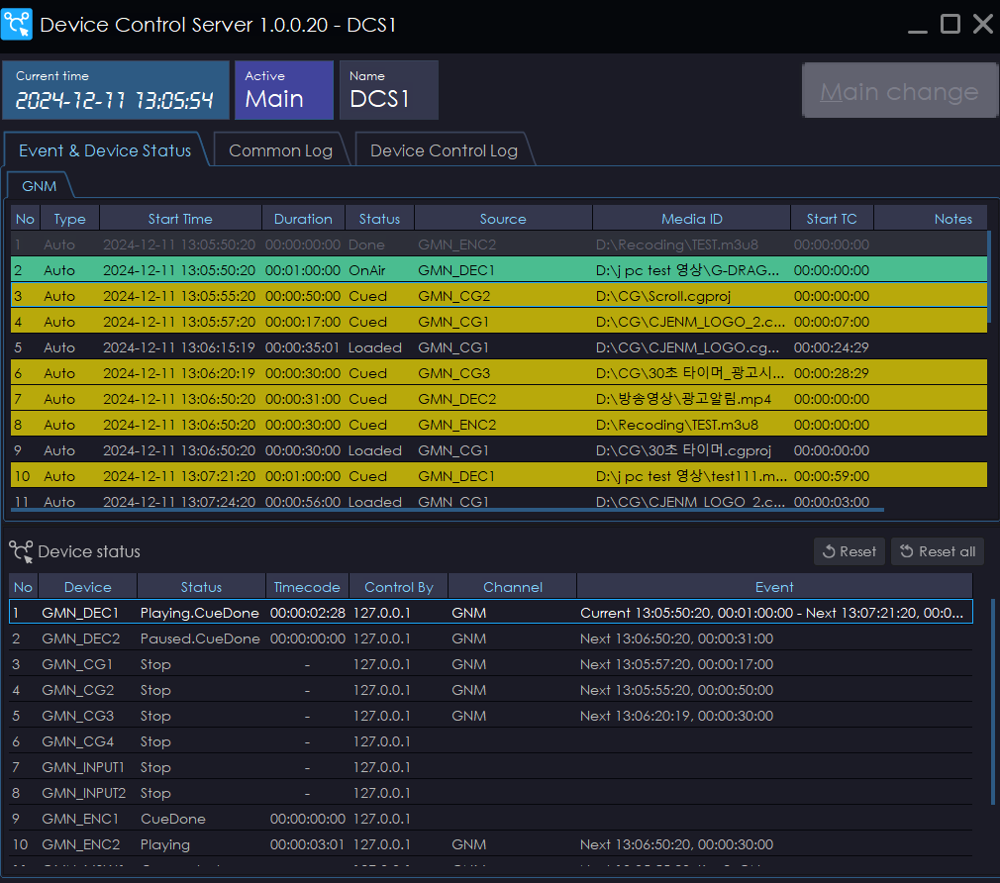 Device Control Server 1.0.0.20 - DCS1
Current time
2024-12-11 13:05:54
Active
Main
Name
DCS1
Main change
Event & Device Status
Common Log
Device Control Log
GNM
No Type Start Time Duration Status Source Media ID Start TC Notes
1 Auto 2024-12-11 13:05:50:20 00:00:00:00 Done GMN_ENC2 D:\Recoding\TEST.m3u8 00:00:00:00
2 Auto 2024-12-11 13:05:50:20 00:01:00:00 OnAir GMN_DEC1 D:\j pc test 영상\G-DRAG... 00:00:00:00
3 Auto 2024-12-11 13:05:55:20 00:00:50:00 Cued GMN_CG2 D:\CG\Scroll.cgproj 00:00:00:00
4 Auto 2024-12-11 13:05:57:20 00:00:17:00 Cued GMN_CG1 D:\CG\CJENM_LOGO_2.c... 00:00:07:00
5 Auto 2024-12-11 13:06:15:19 00:00:35:01 Loaded GMN_CG1 D:\CG\CJENM_LOGO.cg... 00:00:24:29
6 Auto 2024-12-11 13:06:20:19 00:00:30:00 Cued GMN_CG3 D:\CG\30초 타이머_광고시... 00:00:28:29
7 Auto 2024-12-11 13:06:50:20 00:00:31:00 Cued GMN_DEC2 D:\방송영상\광고알림.mp4 00:00:00:00
8 Auto 2024-12-11 13:06:50:20 00:00:30:00 Cued GMN_ENC2 D:\Recoding\TEST.m3u8 00:00:00:00
9 Auto 2024-12-11 13:06:50:20 00:00:30:00 Loaded GMN_CG1 D:\CG\30초 타이머.cgproj 00:00:00:00
10 Auto 2024-12-11 13:07:21:20 00:01:00:00 Cued GMN_DEC1 D:\j pc test 영상\test111.m... 00:00:59:00
11 Auto 2024-12-11 13:07:24:20 00:00:56:00 Loaded GMN_CG1 D:\CG\CJENM_LOGO_2.c... 00:00:03:00
Device status
Reset
Reset all
No Device Status Timecode Control By Channel Event
1 GMN_DEC1 Playing.CueDone 00:00:02:28 127.0.0.1 GNM Current 13:05:50:20, 00:01:00:00 - Next 13:07:21:20, 00:0...
2 GMN_DEC2 Paused.CueDone 00:00:00:00 127.0.0.1 GNM Next 13:06:50:20, 00:00:31:00
3 GMN_CG1 Stop - 127.0.0.1 GNM Next 13:05:57:20, 00:00:17:00
4 GMN_CG2 Stop - 127.0.0.1 GNM Next 13:05:55:20, 00:00:50:00
5 GMN_CG3 Stop - 127.0.0.1 GNM Next 13:06:20:19, 00:00:30:00
6 GMN_CG4 Stop - 127.0.0.1
7 GMN_INPUT1 Stop - 127.0.0.1
8 GMN_INPUT2 Stop - 127.0.0.1
9 GMN_ENC1 CueDone 00:00:00:00 127.0.0.1
10 GMN_ENC2 Playing 00:00:03:01 127.0.0.1 GNM Next 13:06:50:20, 00:00:30:00